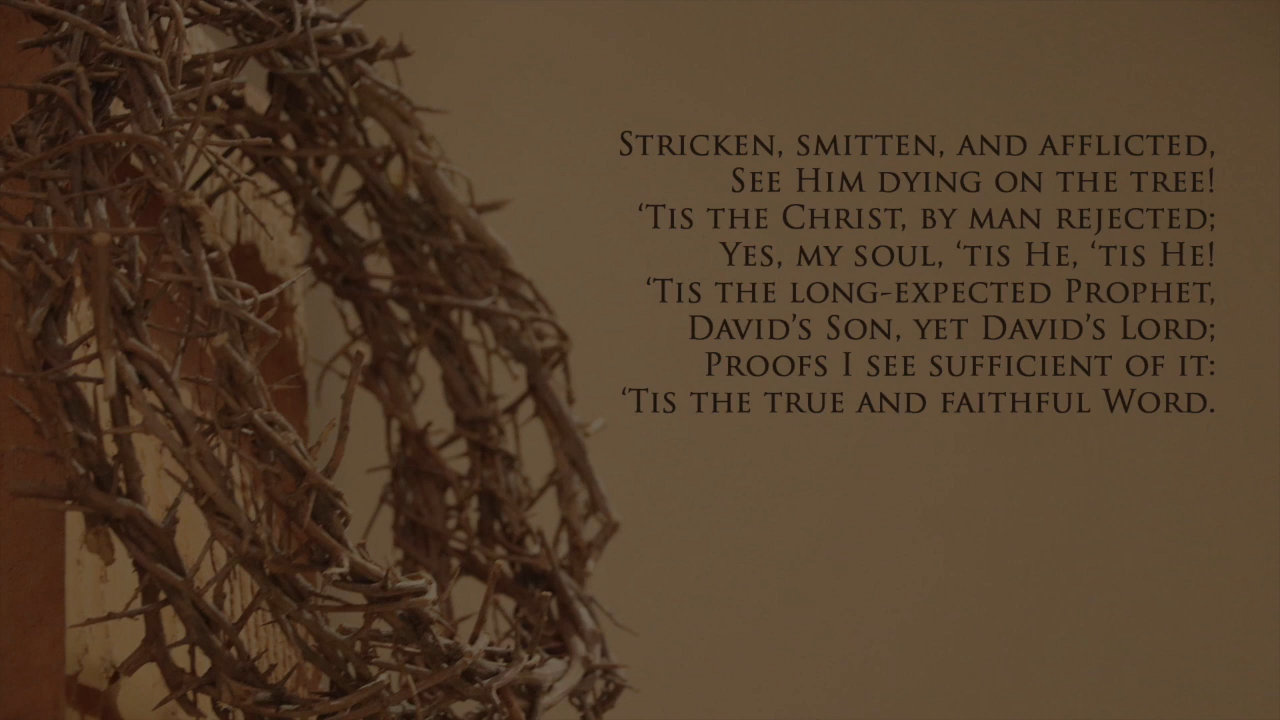 Stricken, smitten, and afflicted,
See Him dying on the tree!
‘Tis the Christ, by man rejected;
Yes, my soul, ‘tis He, ‘tis He!
‘Tis the long-expected Prophet,
David’s Son, yet David’s Lord;
Proofs I see sufficient of it:
‘Tis the true and faithful Word.